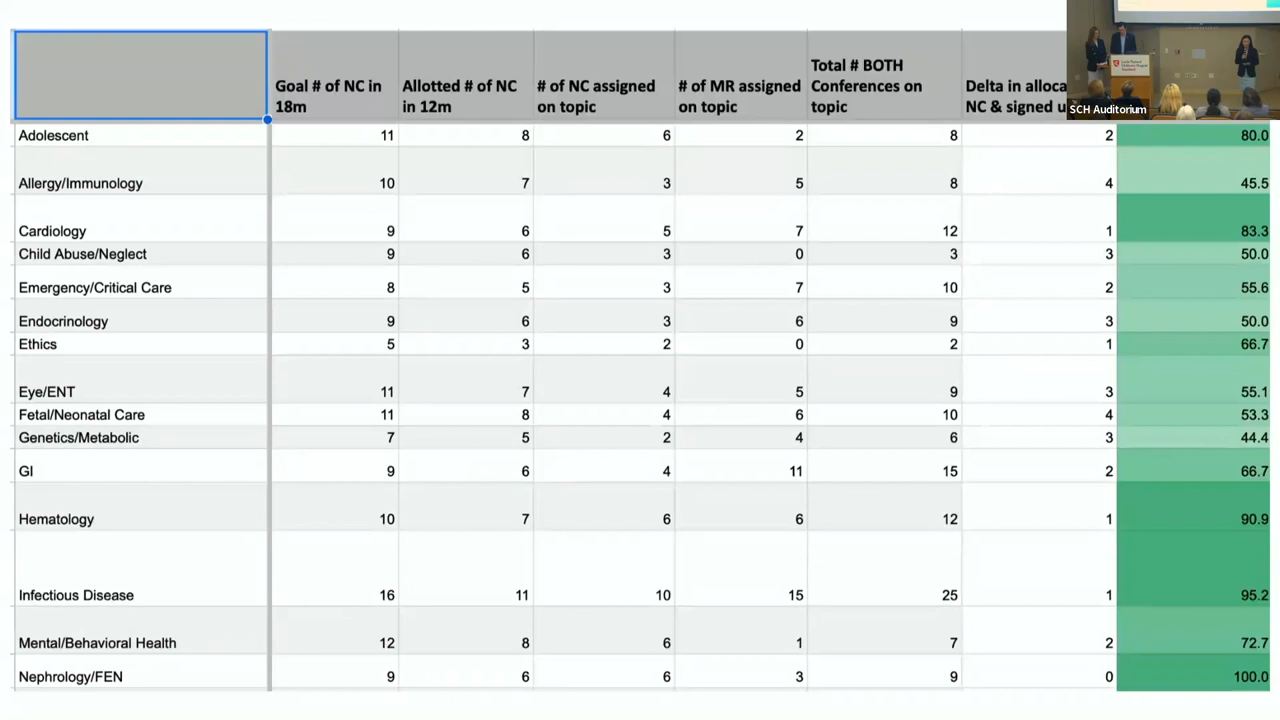 Goal # of NC in 18m Allotted # of NC in 12m # of NC assigned on topic # of MR assigned on topic Total # BOTH Conferences on topic Delta in alloca NC & signed u
SCH Auditorium
Adolescent 11 8 6 2 8 2 80.0
Allergy/Immunology 10 7 3 5 8 4 45.5
Cardiology 9 6 5 7 12 1 83.3
Child Abuse/Neglect 9 6 3 0 3 3 50.0
Emergency/Critical Care 8 5 3 7 10 2 55.6
Endocrinology 9 6 3 6 9 3 50.0
Ethics 5 3 2 0 2 1 66.7
Eye/ENT 11 7 4 5 9 3 55.1
Fetal/Neonatal Care 11 8 4 6 10 4 53.3
Genetics/Metabolic 7 5 2 4 6 3 44.4
GI 9 6 4 11 15 2 66.7
Hematology 10 7 6 6 12 1 90.9
Infectious Disease 16 11 10 15 25 1 95.2
Mental/Behavioral Health 12 8 6 1 7 2 72.7
Nephrology/FEN 9 6 6 3 9 0 100.0